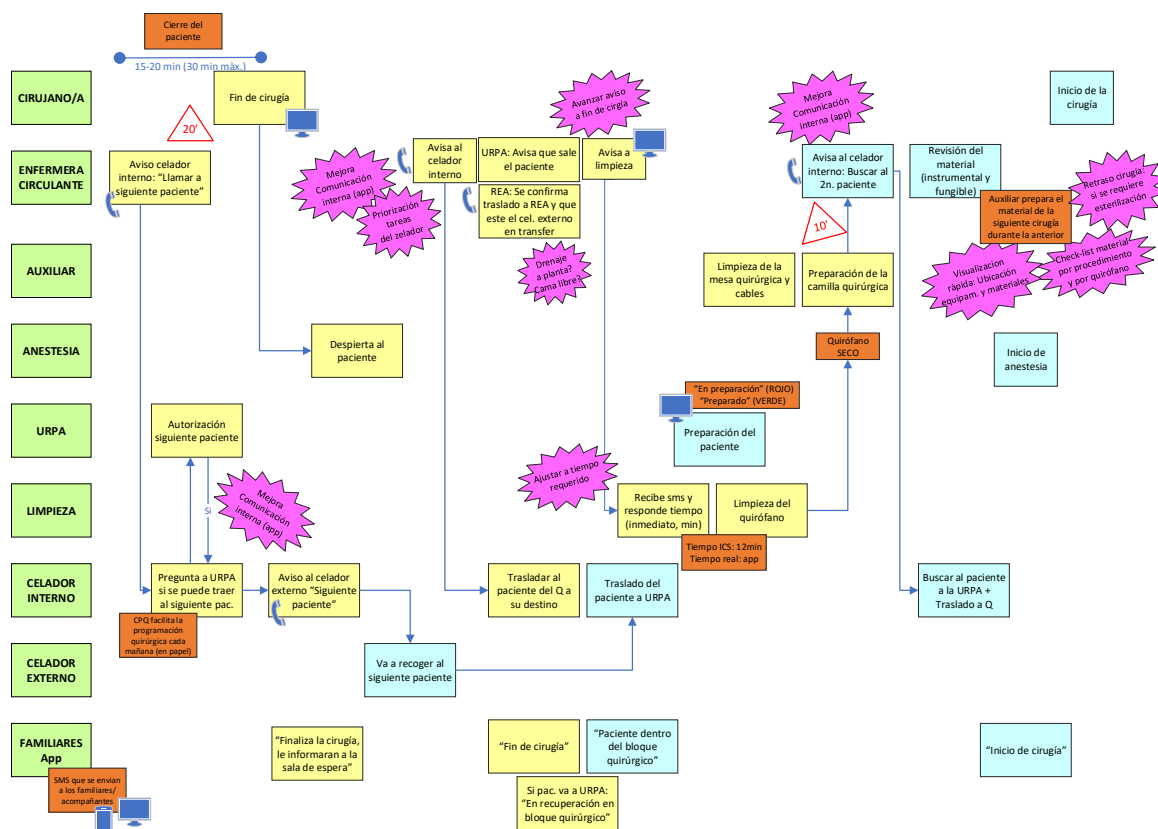 Cierre del
paciente
15-20 min (30 min màx.)
CIRUJANO/A
Fin de cirugía
20'
Avanzar aviso
a fin de cirgía
Mejora
Comunicación
interna (app)
Inicio de la
cirugía
ENFERMERA
CIRCULANTE
Aviso celador
interno: “Llamar a
siguiente paciente”
Mejora
Comunicación
interna (app)
Priorización
tareas
del zelador
Avisa al
celador
interno
URPA: Avisa que sale
el paciente
REA: Se confirma
traslado a REA y que
este el cel. externo
en transfer
Avisa a
limpieza
Avisa al celador
interno: Buscar al
2n. paciente
Revisión del
material
(instrumental y
fungible)
Retraso cirugía:
si se requiere
esterilización
Auxiliar prepara el
material de la
siguiente cirugía
durante la anterior
10'
AUXILIAR
Drenaje
a planta?
Cama libre?
Limpieza de la
mesa quirúrgica y
cables
Preparación de la
camilla quirúrgica
Visualizacion
ràpida: Ubicación
equipam. y materiales
Check-list material
por procedimiento
y por quirófano
ANESTESIA
Despierta al
paciente
Quirófano
SECO
Inicio de
anestesia
“En preparación” (ROJO)
“Preparado” (VERDE)
URPA
Autorización
siguiente paciente
Preparación del
paciente
Ajustar a tiempo
requerido
LIMPIEZA
Si
Mejora
Comunicación
interna (app)
Recibe sms y
responde tiempo
(inmediato, min)
Limpieza del
quirófano
Tiempo ICS: 12min
Tiempo real: app
CELADOR
INTERNO
Pregunta a URPA
si se puede traer
al siguiente pac.
Aviso al celador
externo “Siguiente
paciente”
Trasladar al
paciente del Q a
su destino
Traslado del
paciente a URPA
Buscar al paciente
a la URPA +
Traslado a Q
CPQ facilita la
programación
quirúrgica cada
mañana (en papel)
CELADOR
EXTERNO
Va a recoger al
siguiente paciente
FAMILIARES
App
“Finaliza la cirugía,
le informaran a la
sala de espera”
“Fin de cirugía”
“Paciente dentro
del bloque
quirúrgico”
“Inicio de cirugía”
SMS que se envian
a los familiares/
acompañantes
Si pac. va a URPA:
“En recuperación en
bloque quirúrgico”